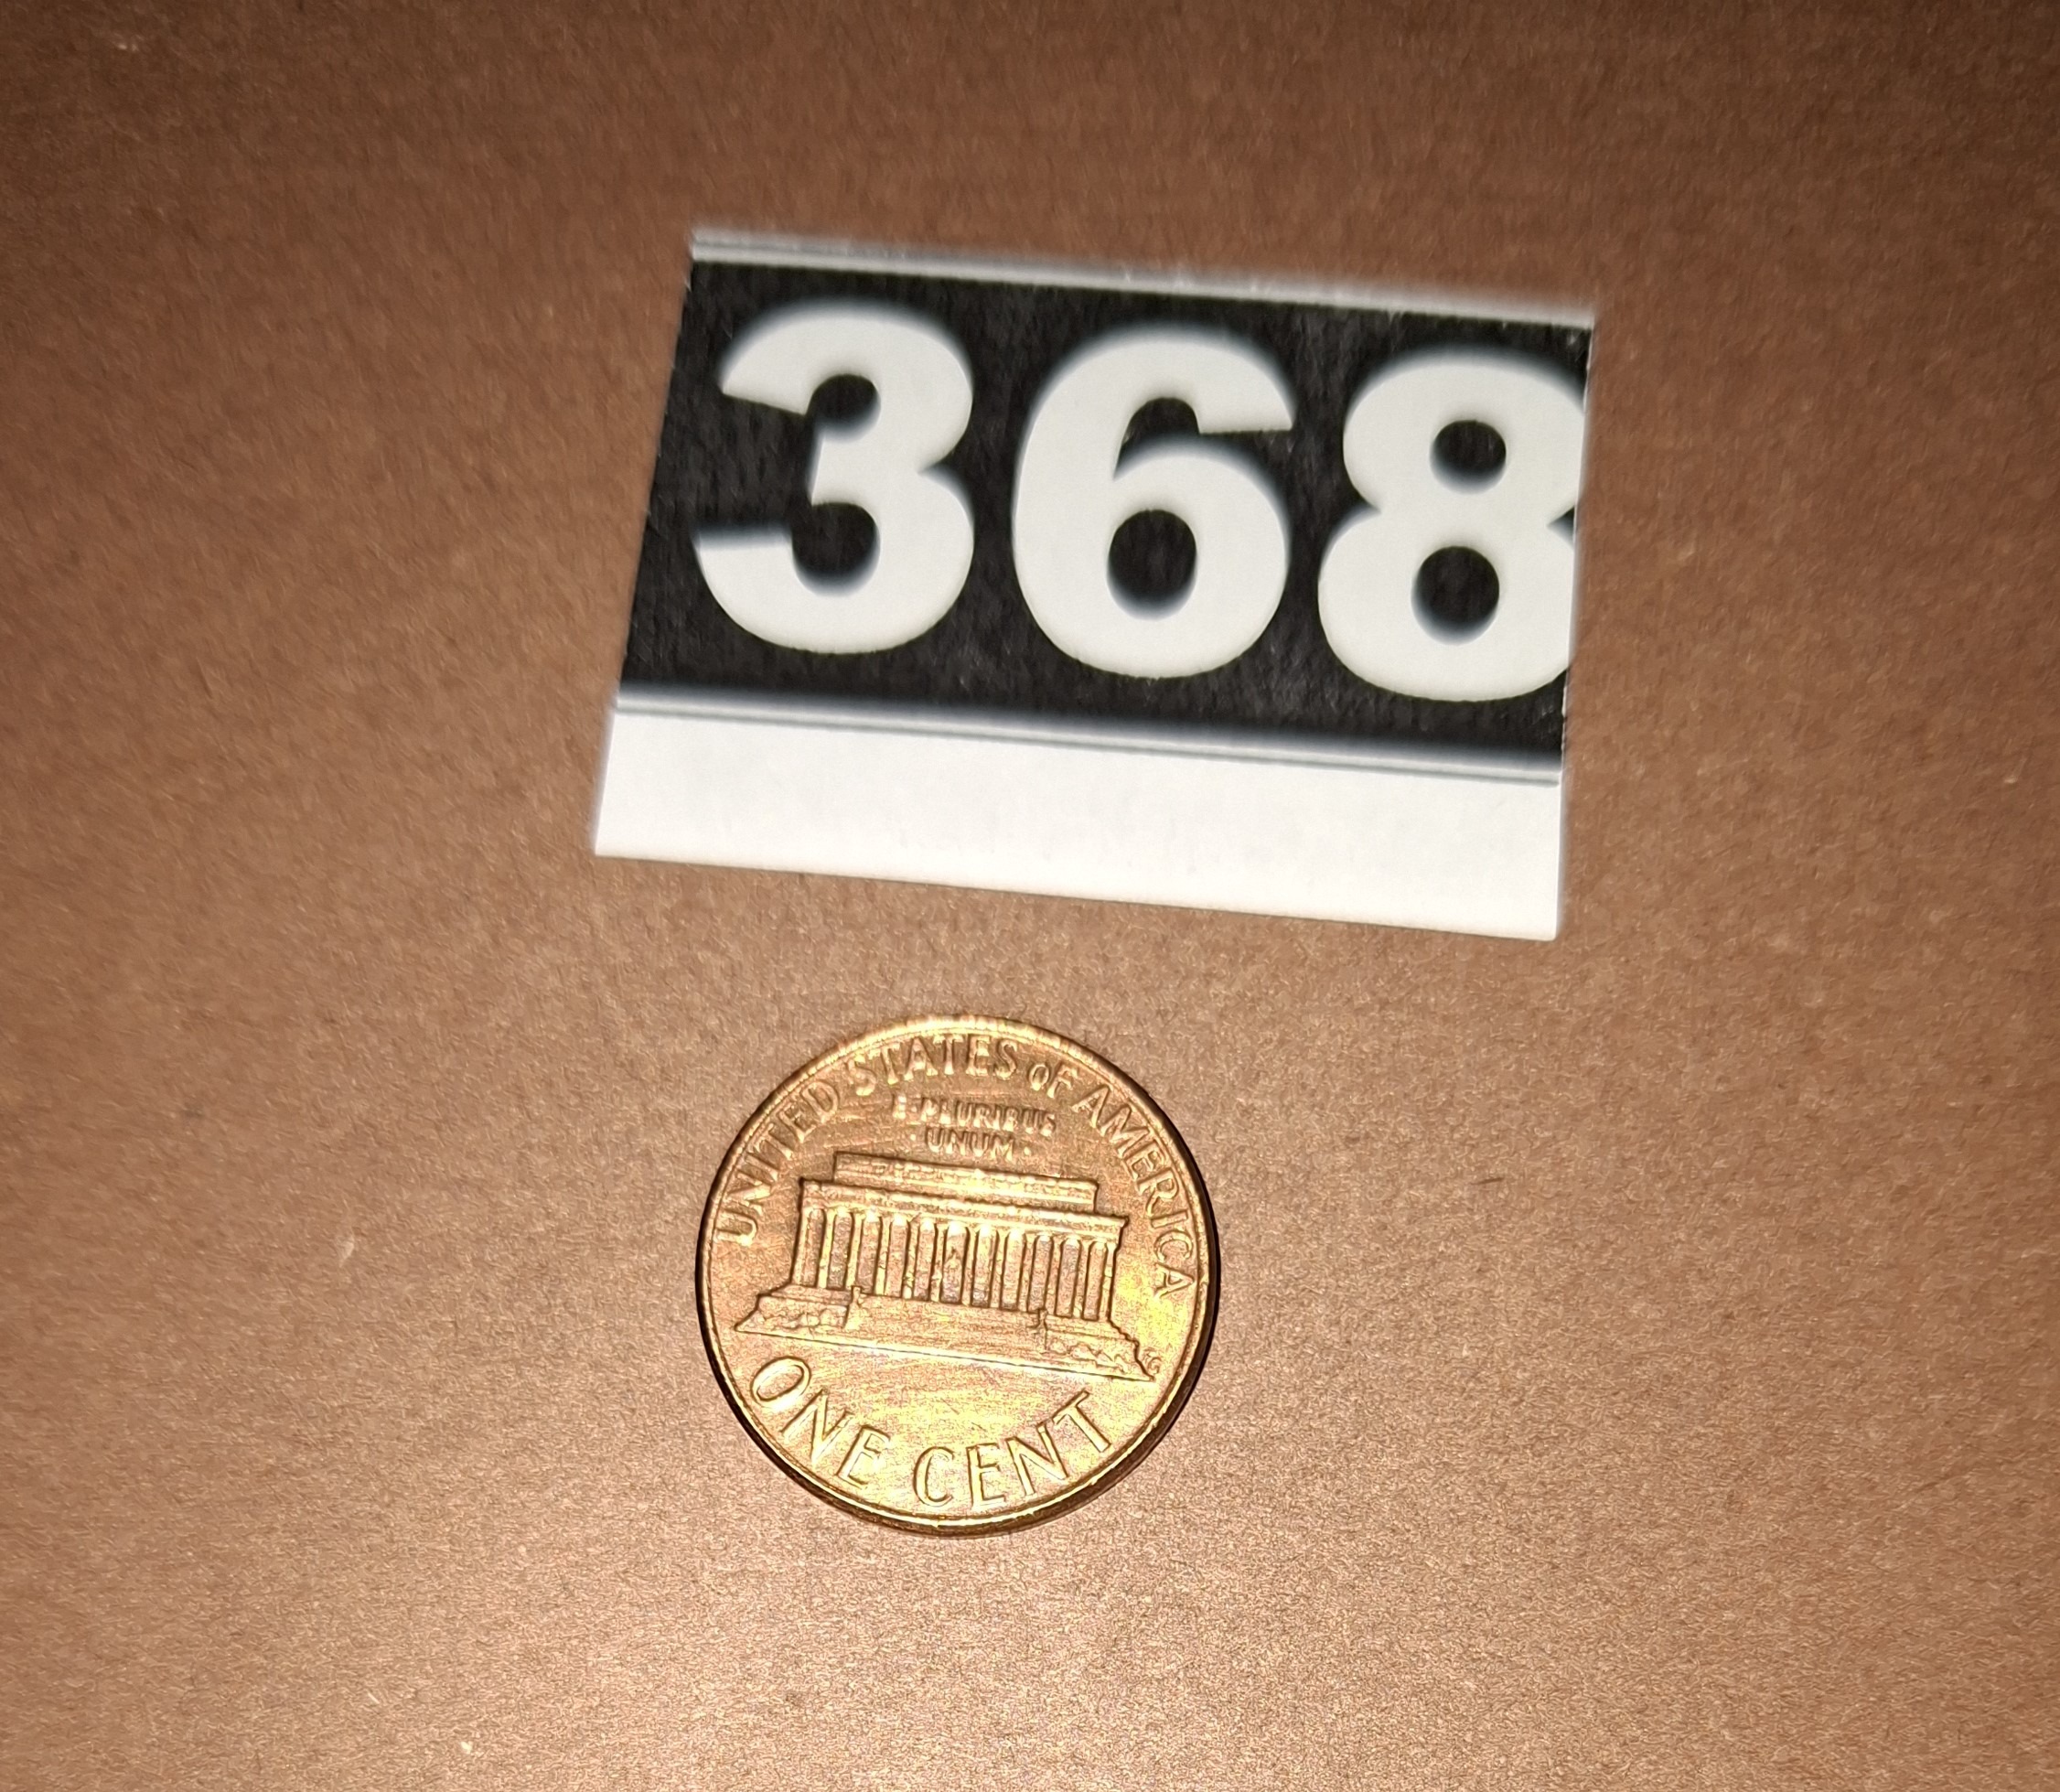 368
UNITED STATES oF AMERICA
E·PLURIBUS
·UNUM·
ONE CENT